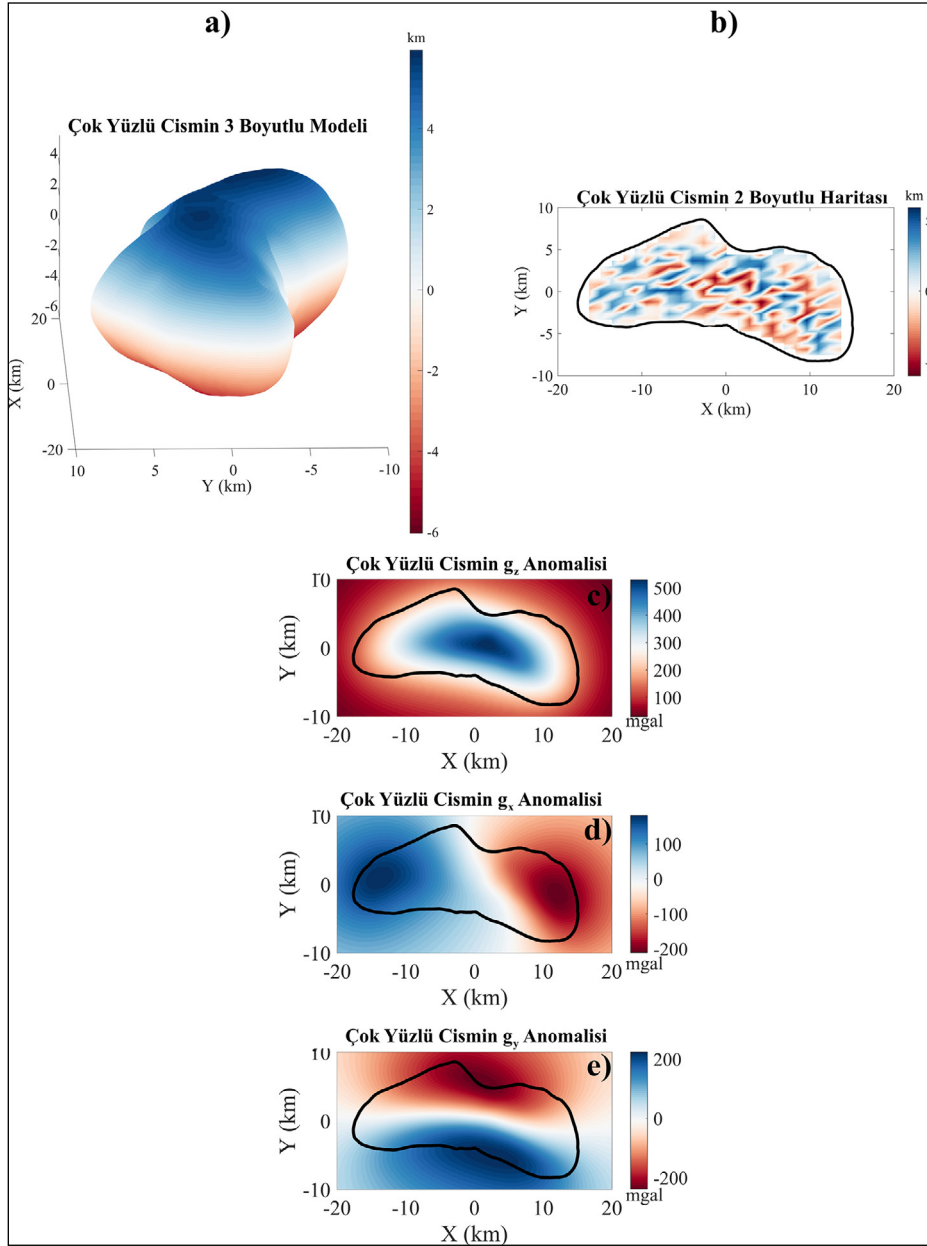 a)
b)
km
Çok Yüzlü Cismin 3 Boyutlu Modeli
4
2
0
-2
-4
-6
20
0
-20
X (km)
10
5
0
-5
-10
Y (km)
4
2
0
-2
-4
-6
Çok Yüzlü Cismin 2 Boyutlu Haritası
km
10
5
0
-5
-10
Y (km)
-20
-10
0
10
20
X (km)
Çok Yüzlü Cismin gz Anomalisi
c)
10
0
-10
Y (km)
-20
-10
0
10
20
X (km)
500
400
300
200
100
mgal
Çok Yüzlü Cismin gx Anomalisi
d)
10
0
-10
Y (km)
-20
-10
0
10
20
X (km)
100
0
-100
-200
mgal
Çok Yüzlü Cismin gy Anomalisi
e)
10
0
-10
Y (km)
-20
-10
0
10
20
X (km)
200
0
-200
mgal